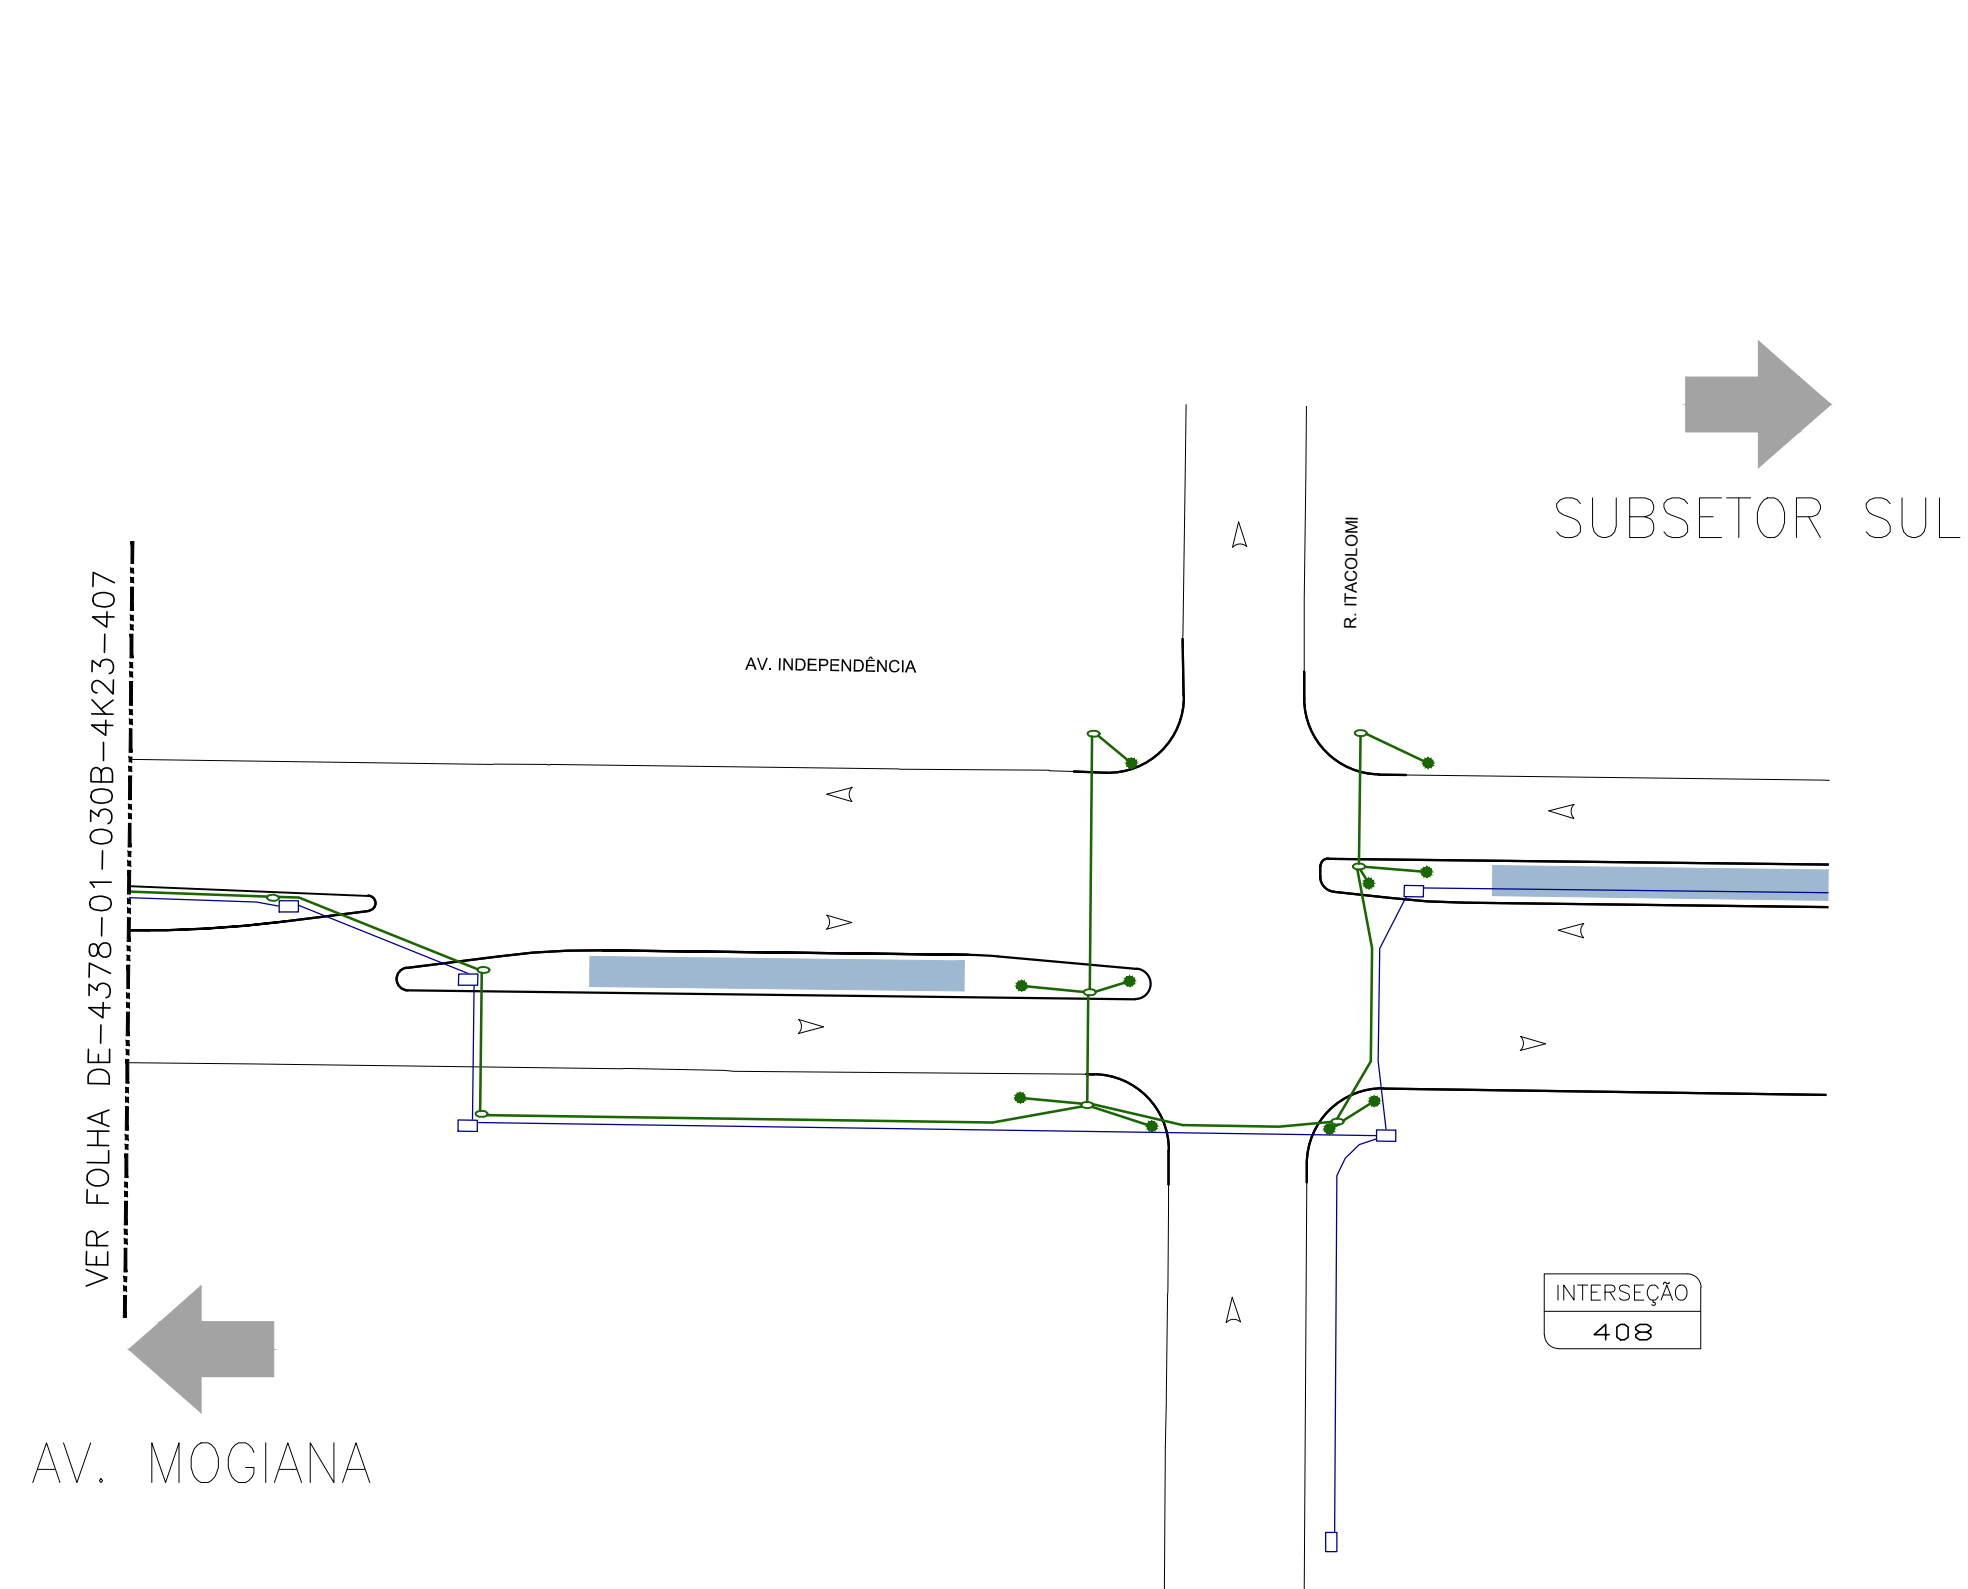 SUBSETOR SUL
R. ITACOLOMI
VER FOLHA DE-4378-01-030B-4K23-407
AV. INDEPENDÊNCIA
INTERSEÇÃO
408
AV. MOGIANA